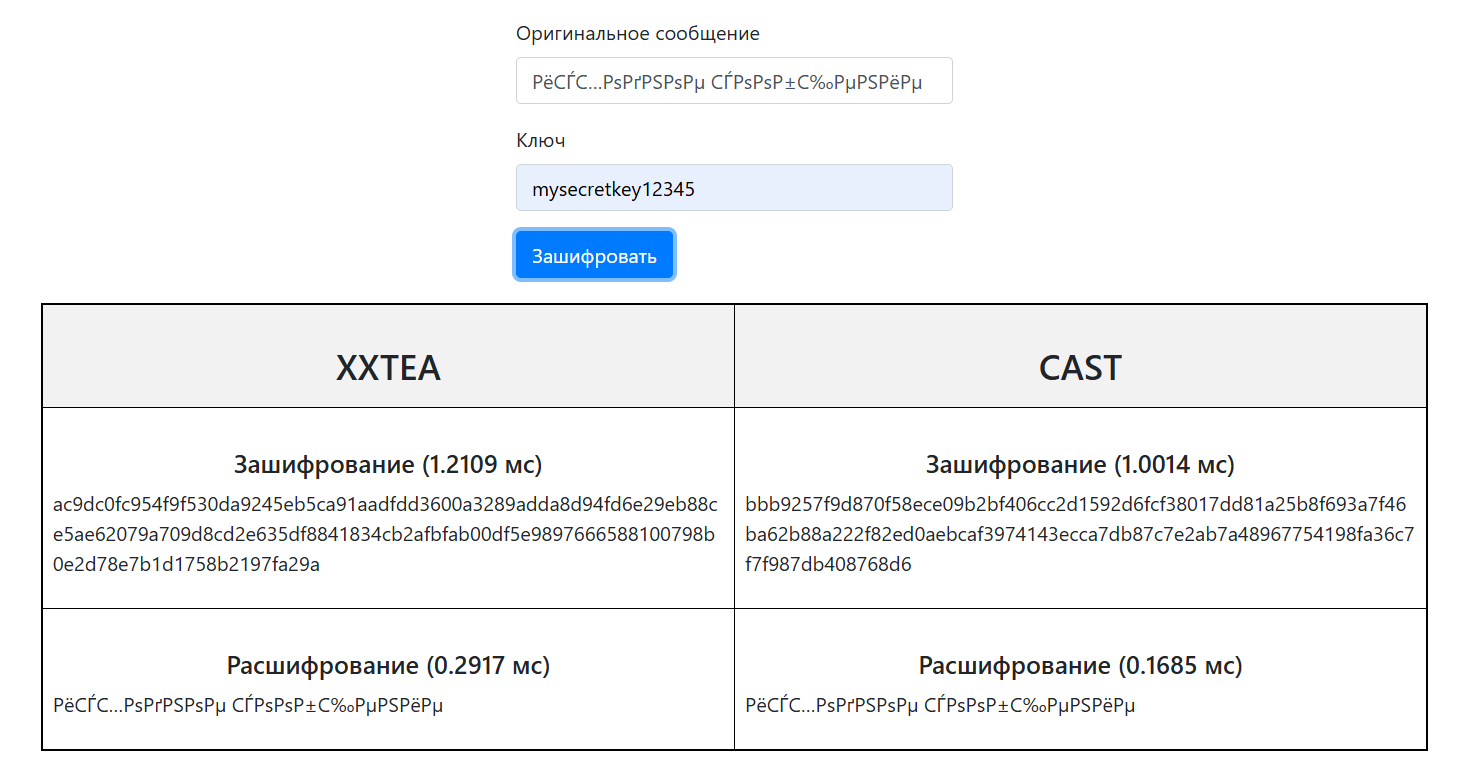 Оригинальное сообщение
РёСЃС…РѕРґРЅРѕРµ СЃРѕРѕР±С‰РµРЅРёРµ
Ключ
mysecretkey12345
Зашифровать
XXTEA
CAST
Зашифрование (1.2109 мс)
ac9dc0fc954f9f530da9245eb5ca91aadfdd3600a3289adda8d94fd6e29eb88c
e5ae62079a709d8cd2e635df8841834cb2afbfab00df5e98976665​88100798b
0e2d78e7b1d1758b2197fa29a
Зашифрование (1.0014 мс)
bbb9257f9d870f58ece09b2bf406cc2d1592d6fcf38017dd81a25b8f693a7f46
ba62b88a222f82ed0aebcaf3974143ecca7db87c7e2ab7a48967754198fa36c7
f7f987db408768d6
Расшифрование (0.2917 мс)
РёСЃС…РѕРґРЅРѕРµ СЃРѕРѕР±С‰РµРЅРёРµ
Расшифрование (0.1685 мс)
РёСЃС…РѕРґРЅРѕРµ СЃРѕРѕР±С‰РµРЅРёРµ